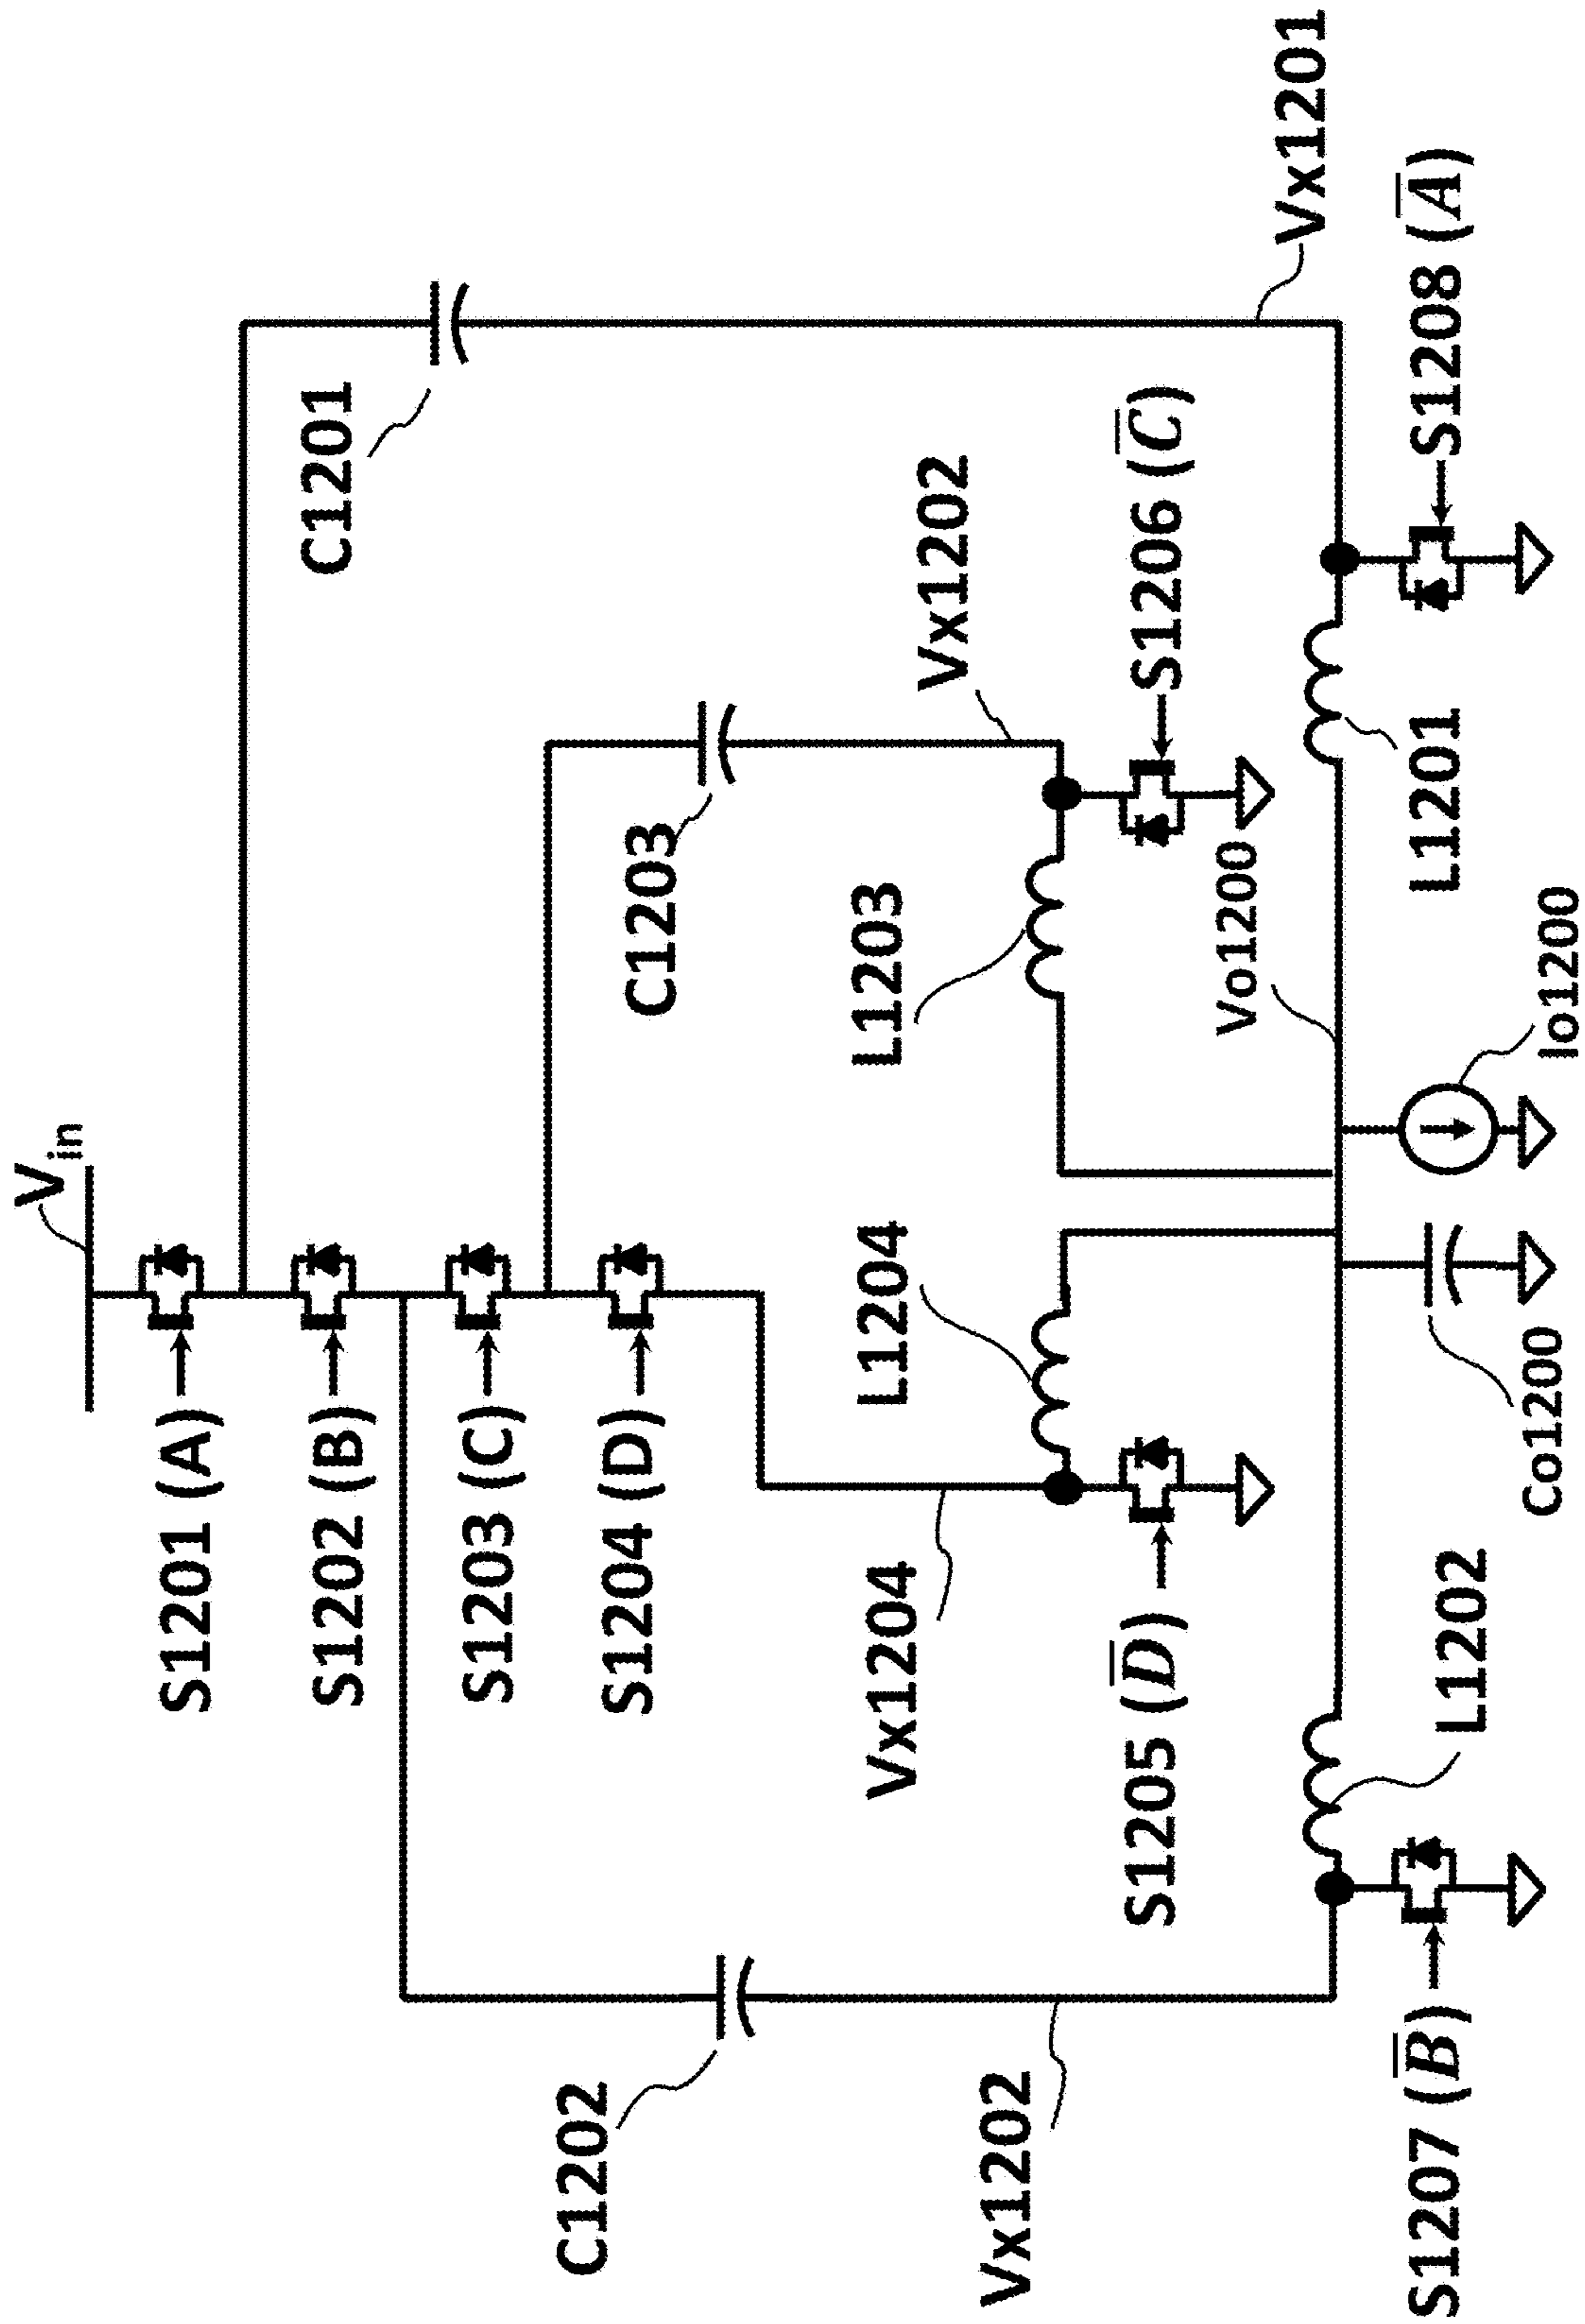 V_in
S1201 (A)
S1202 (B)
S1203 (C)
S1204 (D)
C1201
C1203
C1202
L1203
L1204
Vx1202
Vx1204
Vx1202
Vx1201
S1206 (C̅)
S1205 (D̅)
Vo1200
S1208 (A̅)
S1207 (B̅)
L1201
L1202
Io1200
Co1200